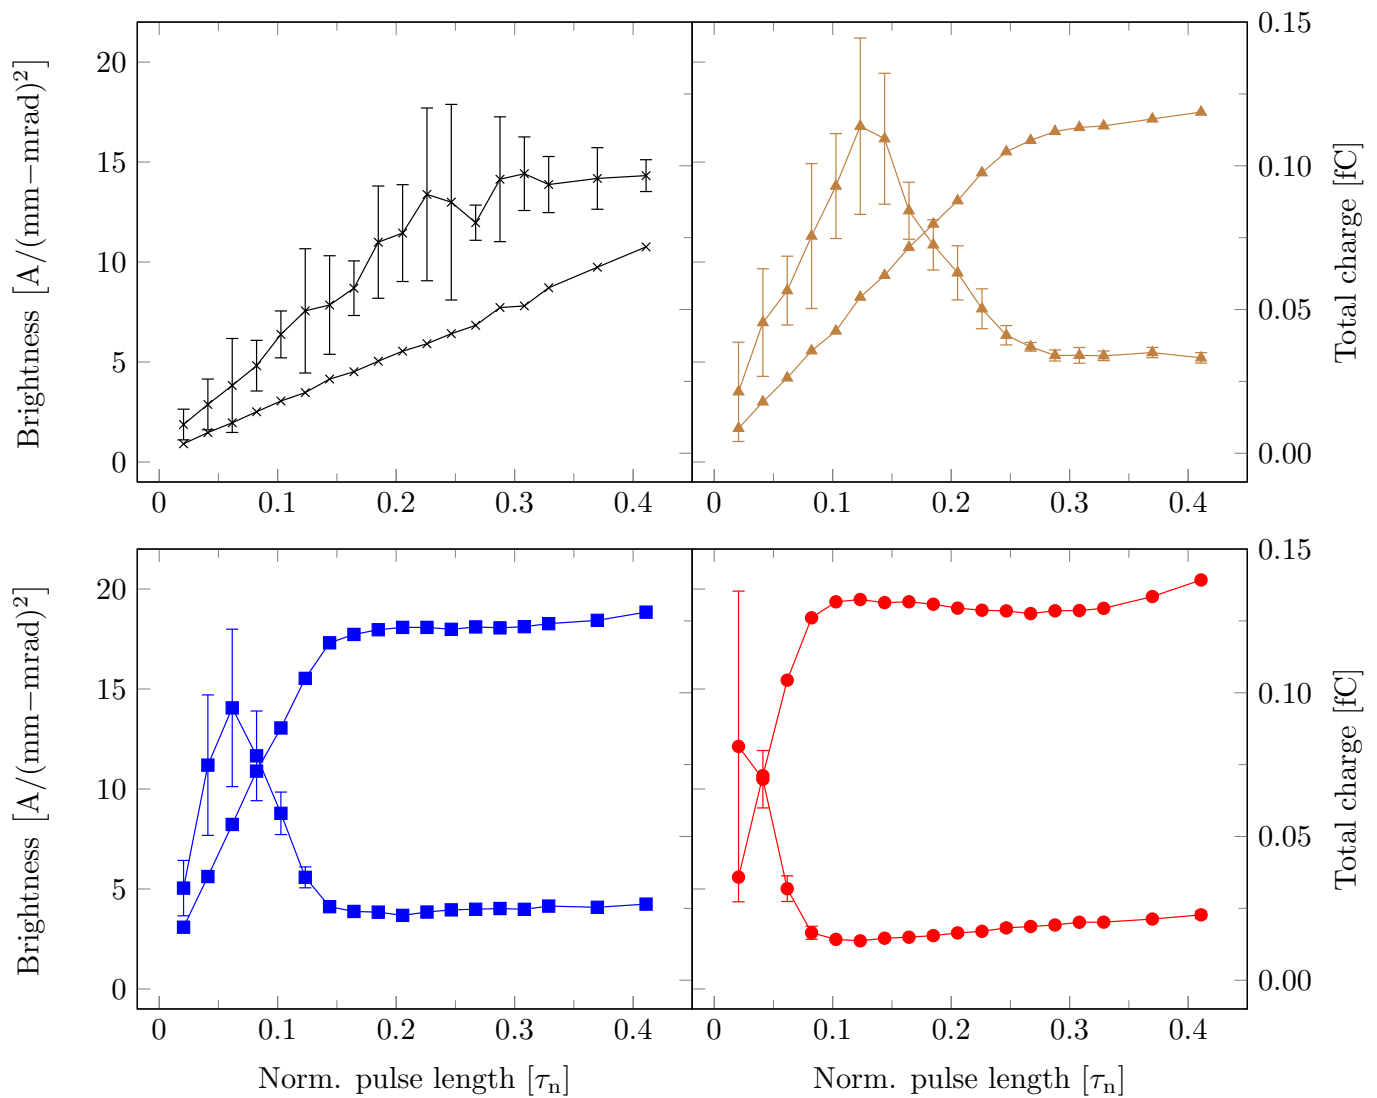 Brightness [A/(mm−mrad)²]
20
15
10
5
0
0 0.1 0.2 0.3 0.4
0.15
0.10
0.05
0.00
Total charge [fC]
0 0.1 0.2 0.3 0.4
Brightness [A/(mm−mrad)²]
20
15
10
5
0
0 0.1 0.2 0.3 0.4
Norm. pulse length [τₙ]
0.15
0.10
0.05
0.00
Total charge [fC]
0 0.1 0.2 0.3 0.4
Norm. pulse length [τₙ]